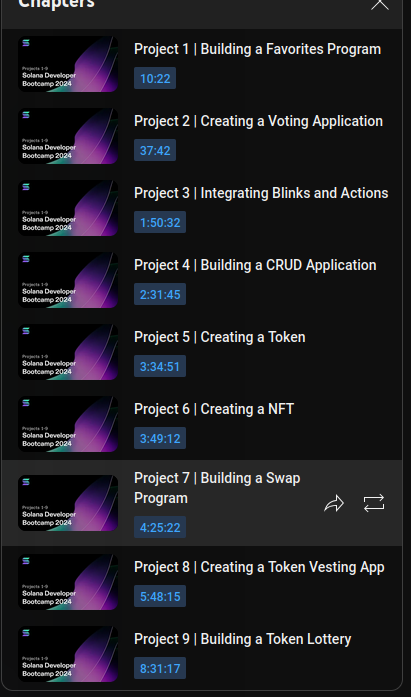 Chapters
Projects 1-9
Solana Developer
Bootcamp 2024
Project 1 | Building a Favorites Program
10:22
Projects 1-9
Solana Developer
Bootcamp 2024
Project 2 | Creating a Voting Application
37:42
Projects 1-9
Solana Developer
Bootcamp 2024
Project 3 | Integrating Blinks and Actions
1:50:32
Projects 1-9
Solana Developer
Bootcamp 2024
Project 4 | Building a CRUD Application
2:31:45
Projects 1-9
Solana Developer
Bootcamp 2024
Project 5 | Creating a Token
3:34:51
Projects 1-9
Solana Developer
Bootcamp 2024
Project 6 | Creating a NFT
3:49:12
Projects 1-9
Solana Developer
Bootcamp 2024
Project 7 | Building a Swap
Program
4:25:22
Projects 1-9
Solana Developer
Bootcamp 2024
Project 8 | Creating a Token Vesting App
5:48:15
Projects 1-9
Solana Developer
Bootcamp 2024
Project 9 | Building a Token Lottery
8:31:17